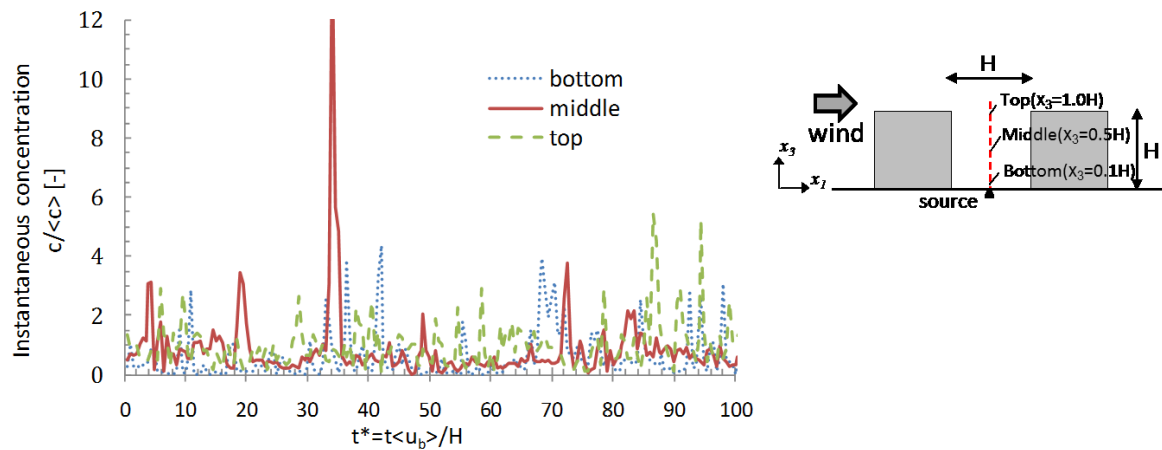 12
10
8
6
4
2
0
Instantaneous concentration
c/<c> [-]
bottom
middle
top
0 10 20 30 40 50 60 70 80 90 100
t*=t<u_b>/H
H
wind
Top(x₃=1.0H)
Middle(x₃=0.5H)
Bottom(x₃=0.1H)
H
x₃
x₁
source